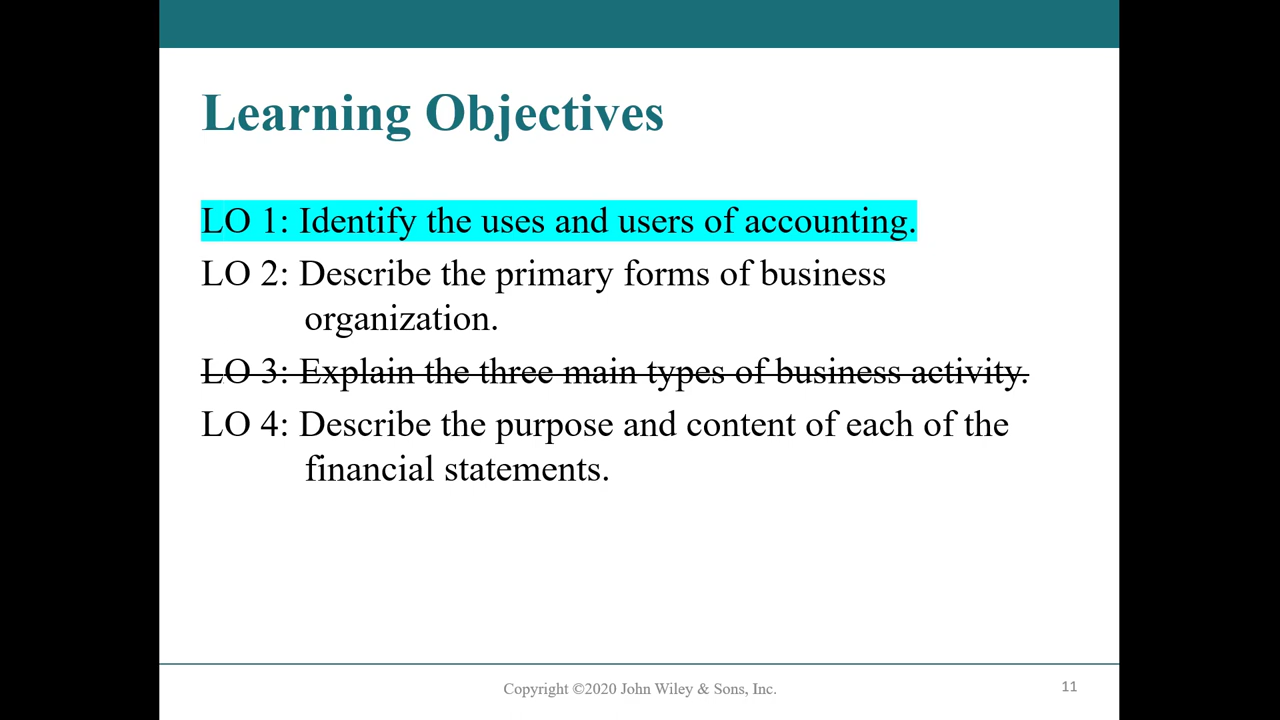 Learning Objectives
LO 1: Identify the uses and users of accounting.
LO 2: Describe the primary forms of business
organization.
LO 3: Explain the three main types of business activity.
LO 4: Describe the purpose and content of each of the
financial statements.
Copyright ©2020 John Wiley & Sons, Inc.
11